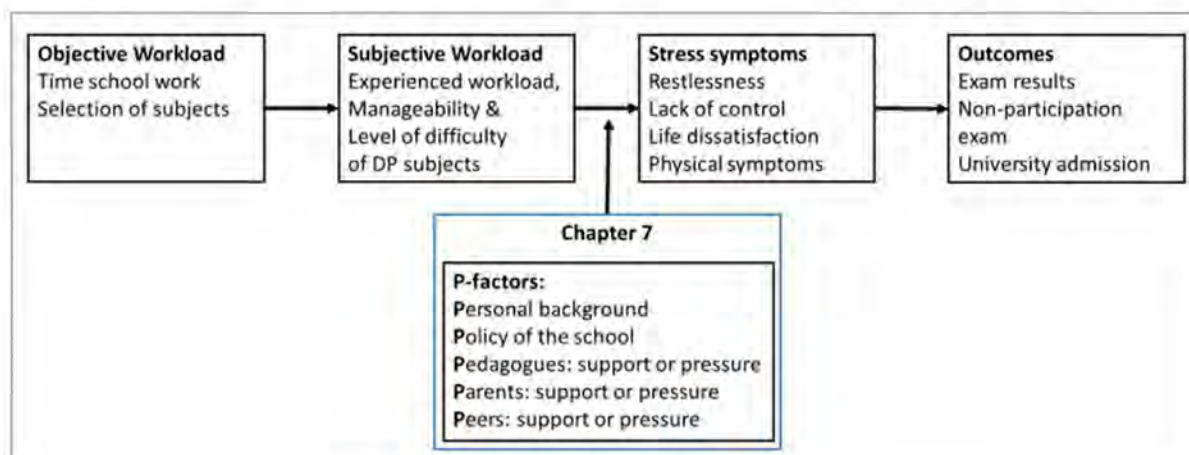 Objective Workload
Time school work
Selection of subjects
Subjective Workload
Experienced workload,
Manageability &
Level of difficulty
of DP subjects
Stress symptoms
Restlessness
Lack of control
Life dissatisfaction
Physical symptoms
Outcomes
Exam results
Non-participation
exam
University admission
Chapter 7
P-factors:
Personal background
Policy of the school
Pedagogues: support or pressure
Parents: support or pressure
Peers: support or pressure